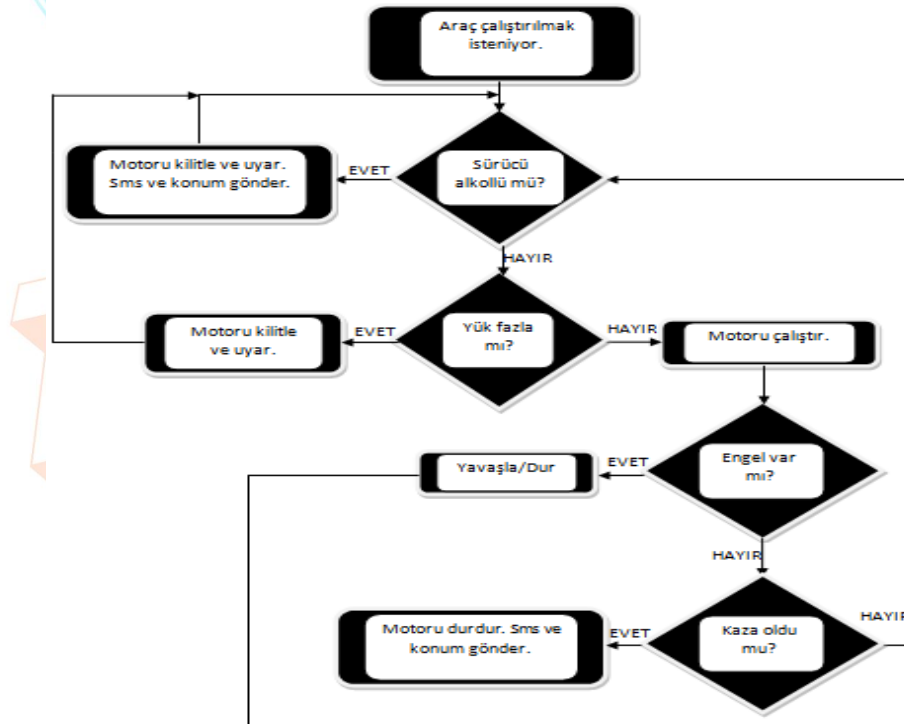 Araç çalıştırılmak
isteniyor.
Motoru kilitle ve uyar.
Sms ve konum gönder.
EVET
Sürücü
alkollü mü?
HAYIR
Motoru kilitle
ve uyar.
EVET
Yük fazla
mı?
HAYIR
Motoru çalıştır.
Yavaşla/Dur
EVET
Engel var
mı?
HAYIR
Motoru durdur. Sms ve
konum gönder.
EVET
Kaza oldu
mu?
HAYIR